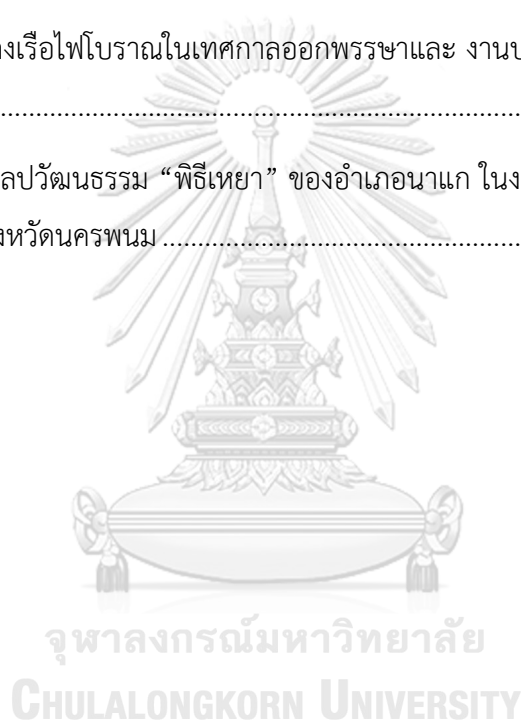 งเรือไฟโบราณในเทศกาลออกพรรษาและ งานบ
..........................................................................
ลปวัฒนธรรม “พิธีเหยา” ของอำเภอนาแก ในง
งหวัดนครพนม..........................................................
จุฬาลงกรณ์มหาวิทยาลัย
CHULALONGKORN UNIVERSITY